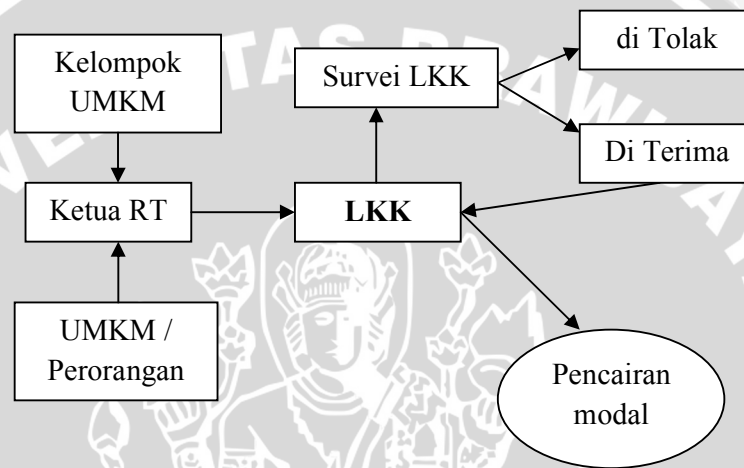 di Tolak
Kelompok
UMKM
Survei LKK
Di Terima
Ketua RT
LKK
UMKM /
Perorangan
Pencairan
modal